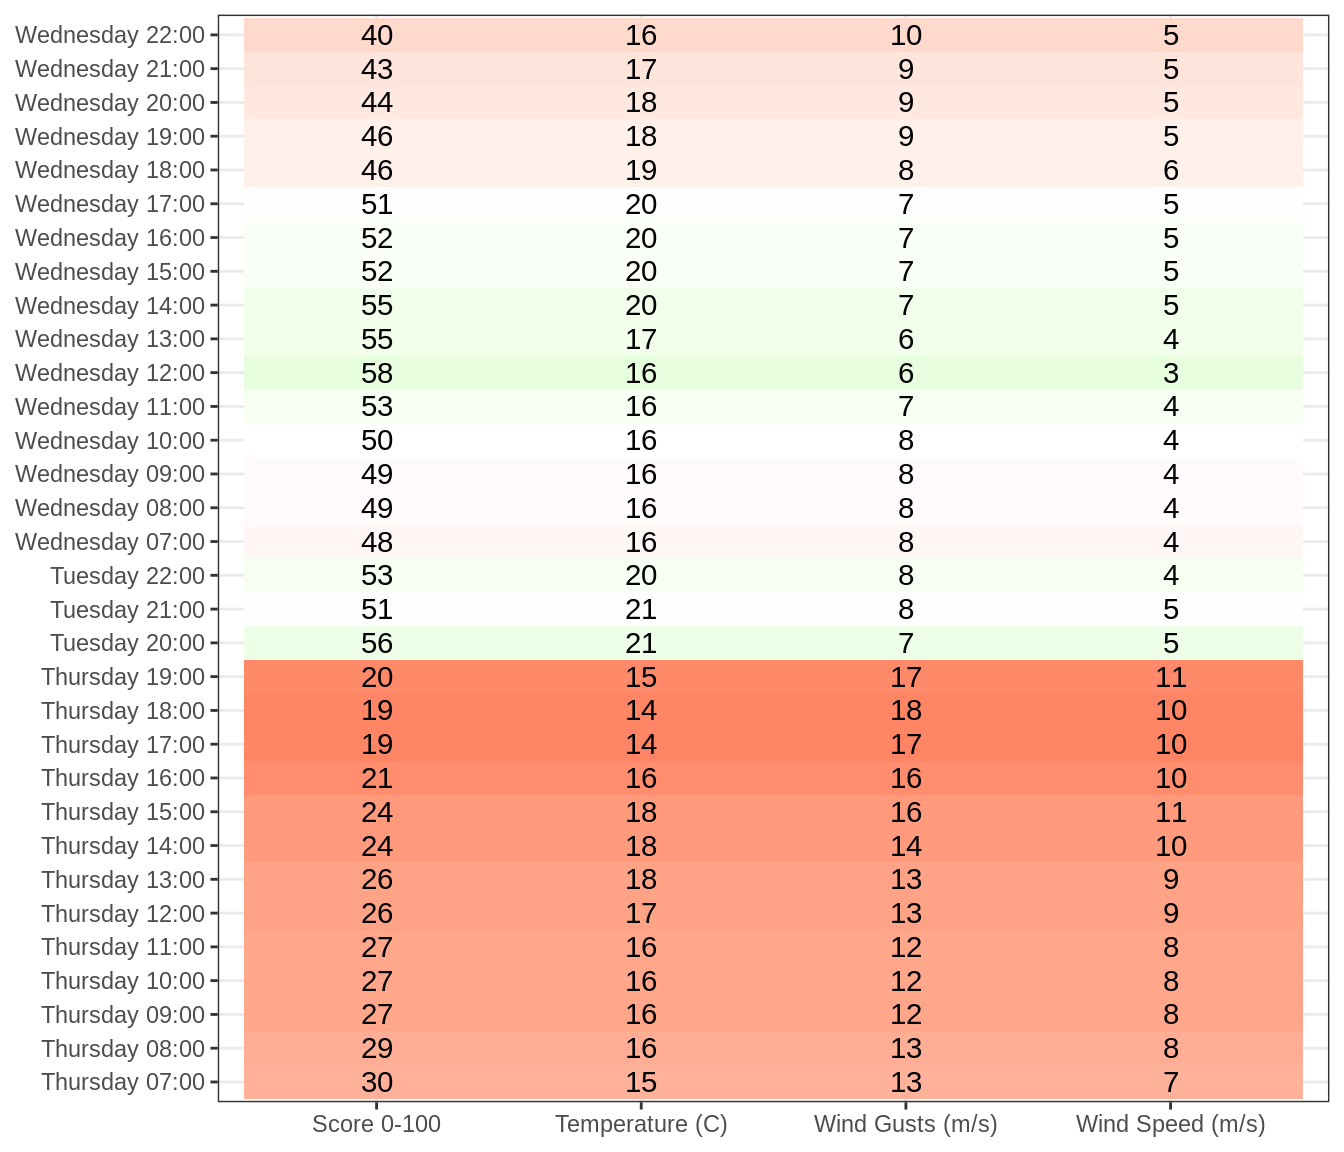 Wednesday 22:00 40 16 10 5
Wednesday 21:00 43 17 9 5
Wednesday 20:00 44 18 9 5
Wednesday 19:00 46 18 9 5
Wednesday 18:00 46 19 8 6
Wednesday 17:00 51 20 7 5
Wednesday 16:00 52 20 7 5
Wednesday 15:00 52 20 7 5
Wednesday 14:00 55 20 7 5
Wednesday 13:00 55 17 6 4
Wednesday 12:00 58 16 6 3
Wednesday 11:00 53 16 7 4
Wednesday 10:00 50 16 8 4
Wednesday 09:00 49 16 8 4
Wednesday 08:00 49 16 8 4
Wednesday 07:00 48 16 8 4
Tuesday 22:00 53 20 8 4
Tuesday 21:00 51 21 8 5
Tuesday 20:00 56 21 7 5
Thursday 19:00 20 15 17 11
Thursday 18:00 19 14 18 10
Thursday 17:00 19 14 17 10
Thursday 16:00 21 16 16 10
Thursday 15:00 24 18 16 11
Thursday 14:00 24 18 14 10
Thursday 13:00 26 18 13 9
Thursday 12:00 26 17 13 9
Thursday 11:00 27 16 12 8
Thursday 10:00 27 16 12 8
Thursday 09:00 27 16 12 8
Thursday 08:00 29 16 13 8
Thursday 07:00 30 15 13 7
Score 0-100 Temperature (C) Wind Gusts (m/s) Wind Speed (m/s)